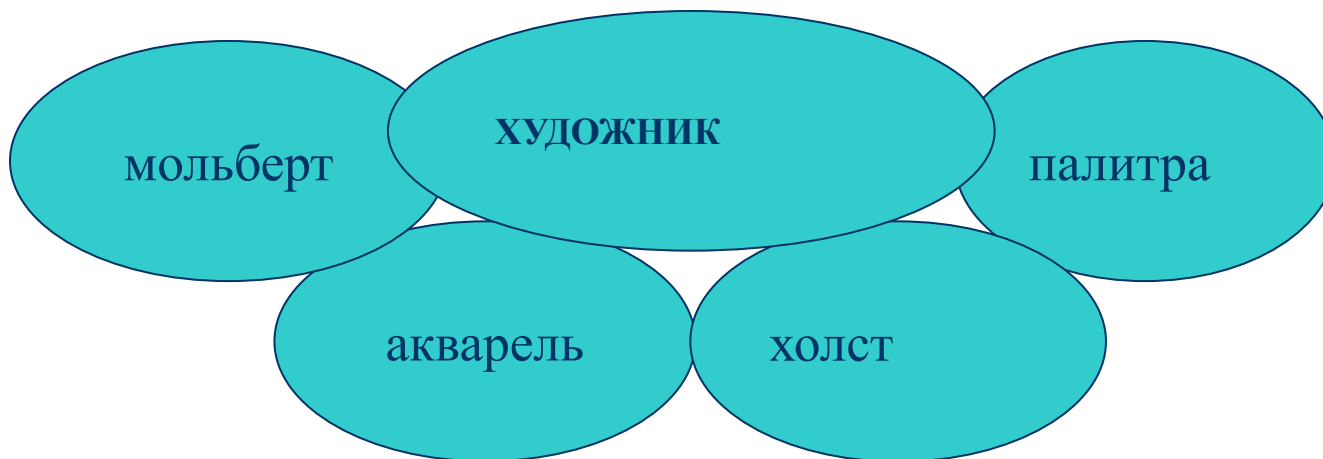 ХУДОЖНИК
мольберт
палитра
акварель
холст